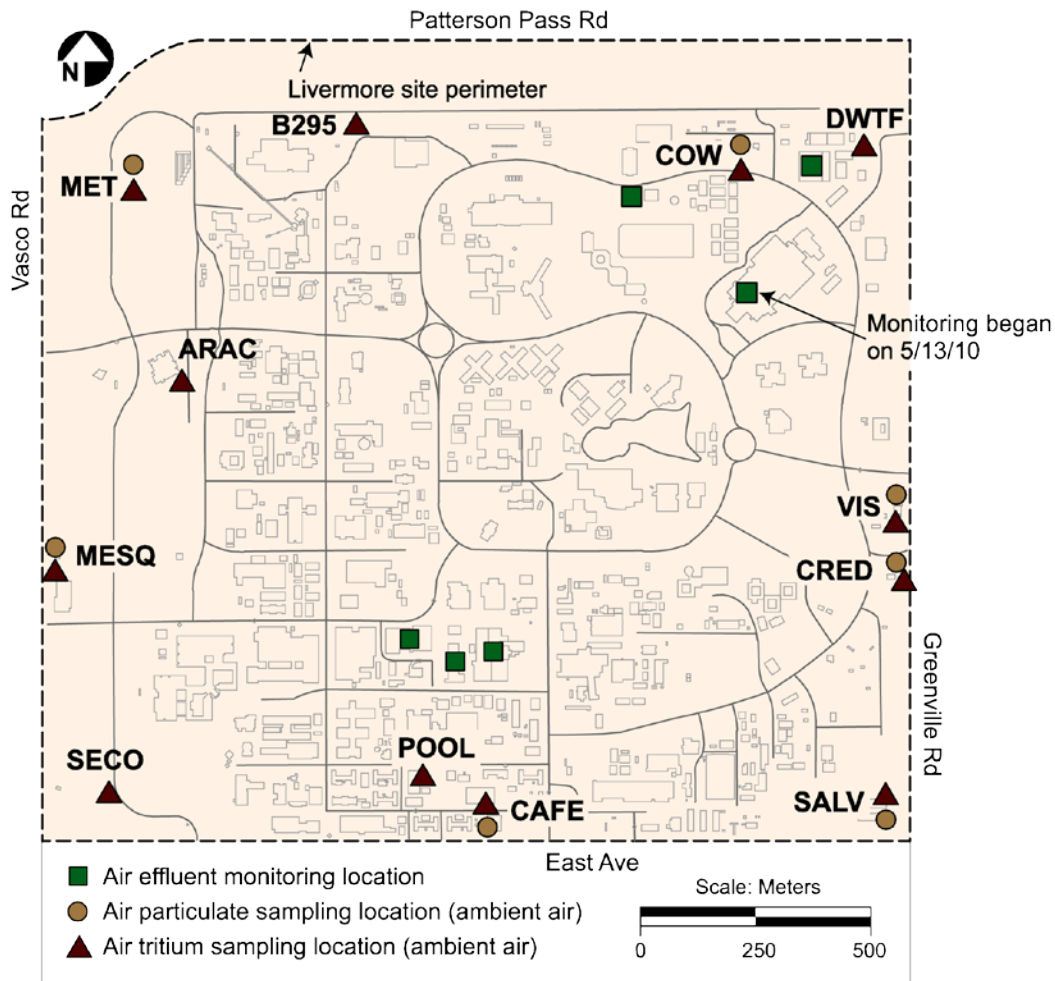 Patterson Pass Rd
N
Livermore site perimeter
B295
DWTF
COW
MET
Vasco Rd
Monitoring began
on 5/13/10
ARAC
VIS
MESQ
CRED
Greenville Rd
POOL
SECO
SALV
CAFE
East Ave
Air effluent monitoring location
Air particulate sampling location (ambient air)
Air tritium sampling location (ambient air)
Scale: Meters
0 250 500